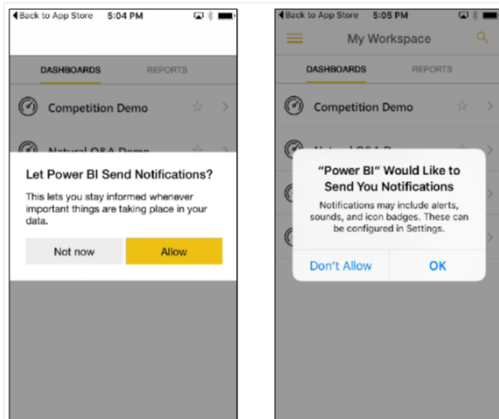 Back to App Store 5:04 PM
DASHBOARDS REPORTS
Competition Demo
Natural Q&A Demo
Let Power BI Send Notifications?
This lets you stay informed whenever
important things are taking place in your
data.
Not now Allow
Back to App Store 5:05 PM
My Workspace
DASHBOARDS REPORTS
Competition Demo
"Power BI" Would Like to
Send You Notifications
Notifications may include alerts,
sounds, and icon badges. These can
be configured in Settings.
Don't Allow OK